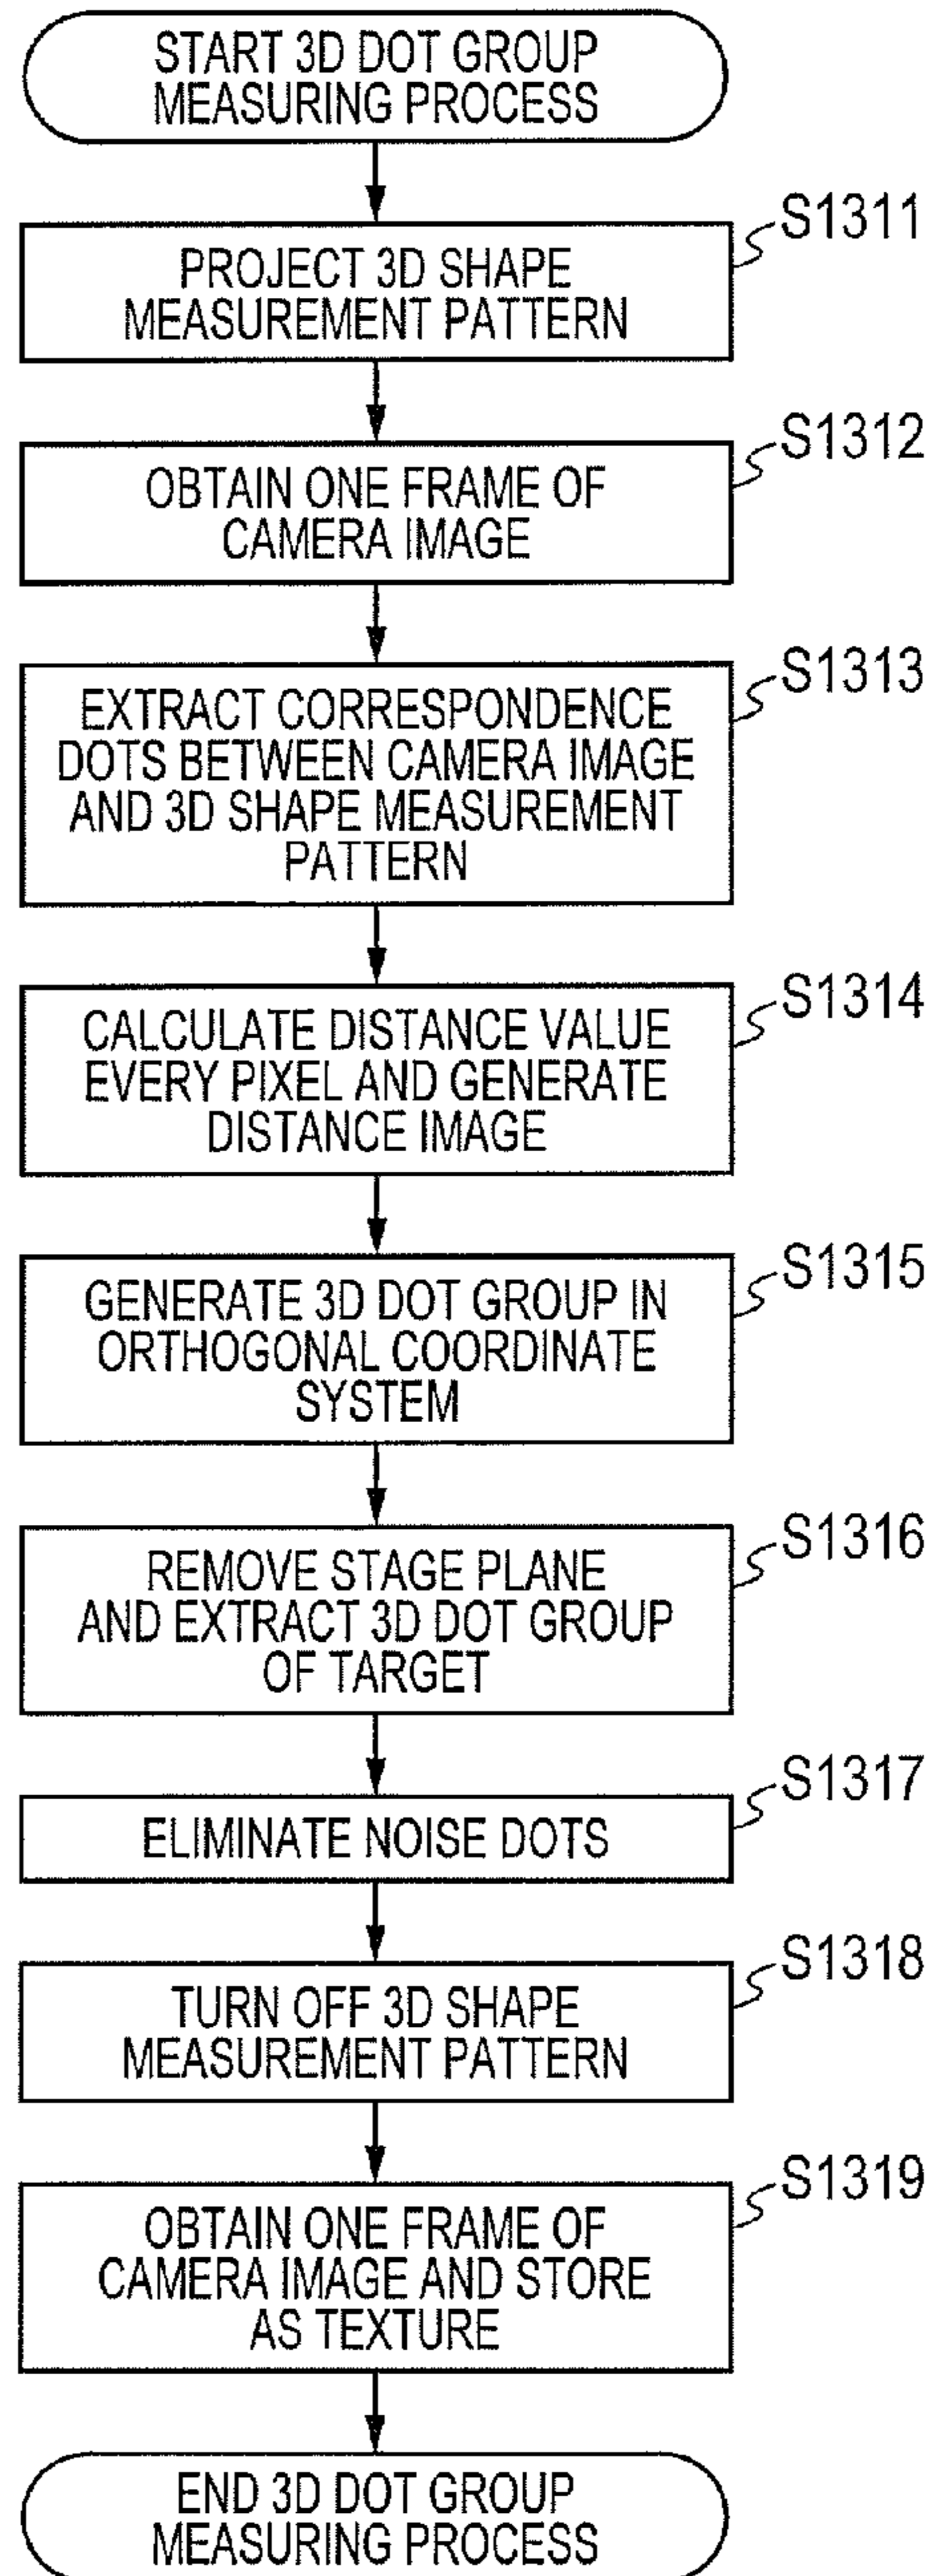 START 3D DOT GROUP
MEASURING PROCESS
S1311
PROJECT 3D SHAPE
MEASUREMENT PATTERN
S1312
OBTAIN ONE FRAME OF
CAMERA IMAGE
S1313
EXTRACT CORRESPONDENCE
DOTS BETWEEN CAMERA IMAGE
AND 3D SHAPE MEASUREMENT
PATTERN
S1314
CALCULATE DISTANCE VALUE
EVERY PIXEL AND GENERATE
DISTANCE IMAGE
S1315
GENERATE 3D DOT GROUP IN
ORTHOGONAL COORDINATE
SYSTEM
S1316
REMOVE STAGE PLANE
AND EXTRACT 3D DOT GROUP
OF TARGET
S1317
ELIMINATE NOISE DOTS
S1318
TURN OFF 3D SHAPE
MEASUREMENT PATTERN
S1319
OBTAIN ONE FRAME OF
CAMERA IMAGE AND STORE
AS TEXTURE
END 3D DOT GROUP
MEASURING PROCESS